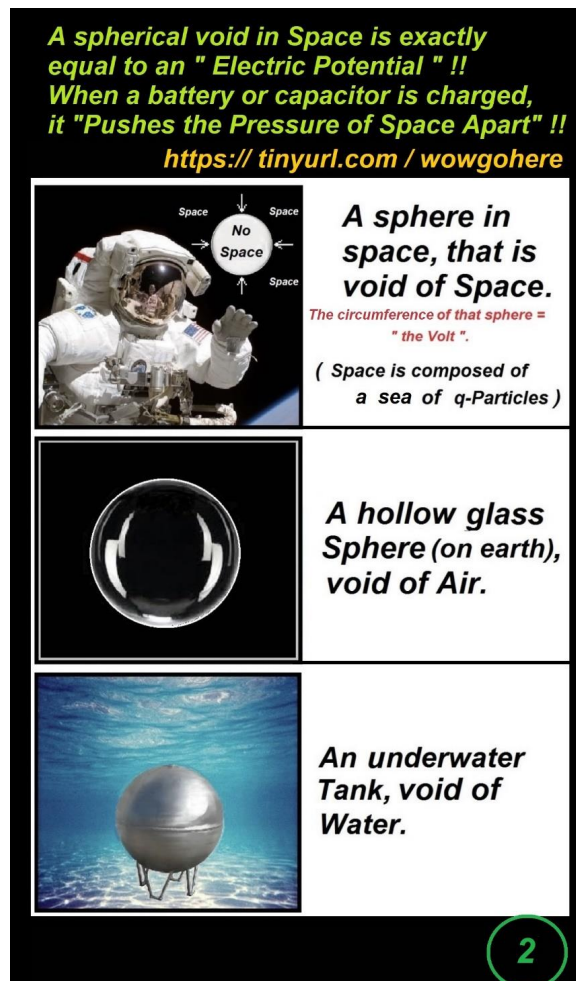 A spherical void in Space is exactly
equal to an " Electric Potential " !!
When a battery or capacitor is charged,
it "Pushes the Pressure of Space Apart" !!
https:// tinyurl.com / wowgohere
Space
Space
No
Space
Space
A sphere in
space, that is
void of Space.
The circumference of that sphere =
" the Volt ".
( Space is composed of
a sea of q-Particles )
A hollow glass
Sphere (on earth),
void of Air.
An underwater
Tank, void of
Water.
2